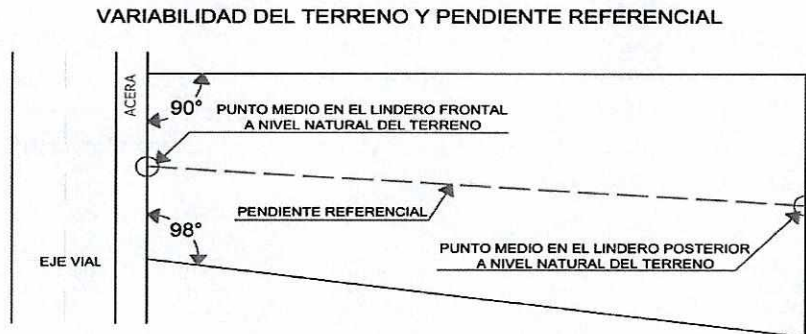 VARIABILIDAD DEL TERRENO Y PENDIENTE REFERENCIAL
ACERA
90°
PUNTO MEDIO EN EL LINDERO FRONTAL
A NIVEL NATURAL DEL TERRENO
PENDIENTE REFERENCIAL
98°
PUNTO MEDIO EN EL LINDERO POSTERIOR
A NIVEL NATURAL DEL TERRENO
EJE VIAL